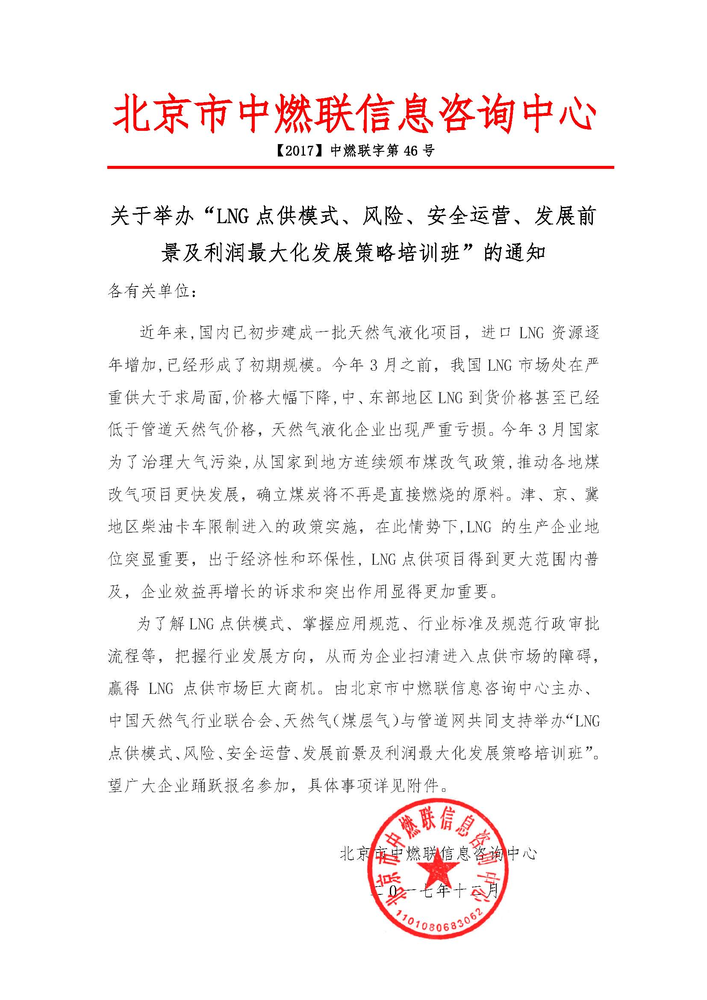 北京市中燃联信息咨询中心
【2017】中燃联字第 46 号
关于举办“LNG 点供模式、风险、安全运营、发展前
景及利润最大化发展策略培训班”的通知
各有关单位：
近年来,国内已初步建成一批天然气液化项目，进口 LNG 资源逐
年增加,已经形成了初期规模。今年 3 月之前，我国 LNG 市场处在严
重供大于求局面,价格大幅下降,中、东部地区 LNG 到货价格甚至已经
低于管道天然气价格，天然气液化企业出现严重亏损。今年 3 月国家
为了治理大气污染,从国家到地方连续颁布煤改气政策,推动各地煤
改气项目更快发展，确立煤炭将不再是直接燃烧的原料。津、京、冀
地区柴油卡车限制进入的政策实施，在此情势下,LNG 的生产企业地
位突显重要，出于经济性和环保性, LNG 点供项目得到更大范围内普
及，企业效益再增长的诉求和突出作用显得更加重要。
为了解 LNG 点供模式、掌握应用规范、行业标准及规范行政审批
流程等，把握行业发展方向，从而为企业扫清进入点供市场的障碍，
赢得 LNG 点供市场巨大商机。由北京市中燃联信息咨询中心主办、
中国天然气行业联合会、天然气（煤层气）与管道网共同支持举办“LNG
点供模式、风险、安全运营、发展前景及利润最大化发展策略培训班”。
望广大企业踊跃报名参加，具体事项详见附件。
北京市中燃联信息咨询中心
二0一七年十二月
北京市中燃联信息咨询中心
1101080683062